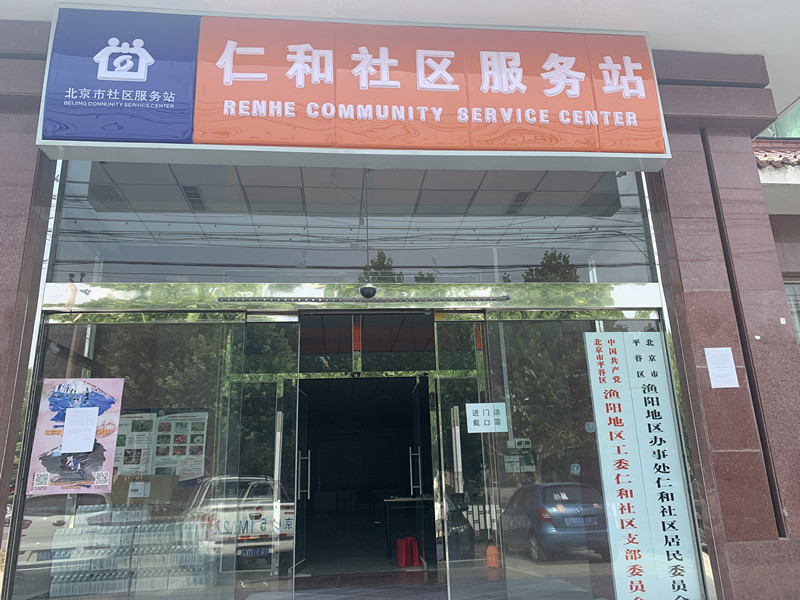 仁和社区服务站
RENHE COMMUNITY SERVICE CENTER
北京市社区服务站
BEIJING CONNUNITY SERVICE CENTER
进门请
戴口罩
中国共产党
北京市平谷区
渔阳地区工委仁和社区支部委员会
北京市
平谷区
渔阳地区办事处仁和社区居民委员会